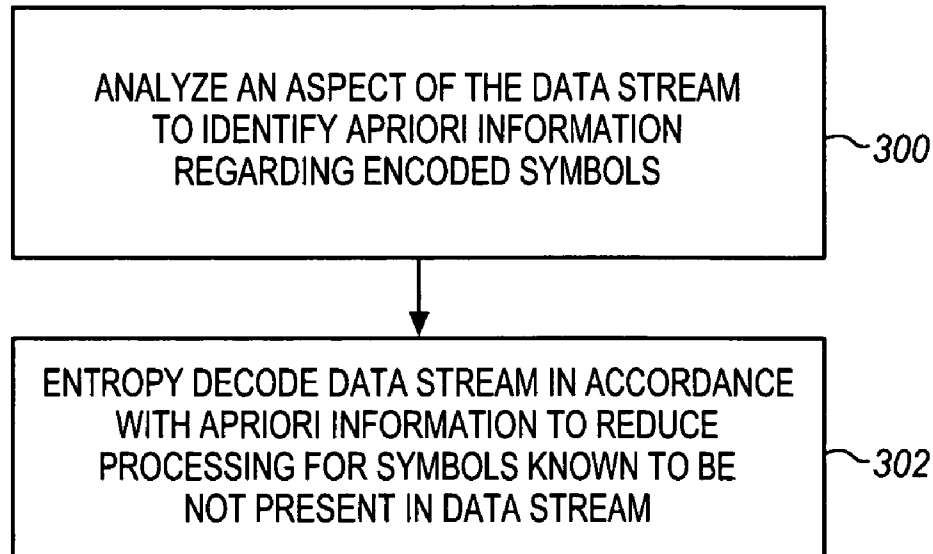 ANALYZE AN ASPECT OF THE DATA STREAM
TO IDENTIFY APRIORI INFORMATION
REGARDING ENCODED SYMBOLS
300
ENTROPY DECODE DATA STREAM IN ACCORDANCE
WITH APRIORI INFORMATION TO REDUCE
PROCESSING FOR SYMBOLS KNOWN TO BE
NOT PRESENT IN DATA STREAM
302